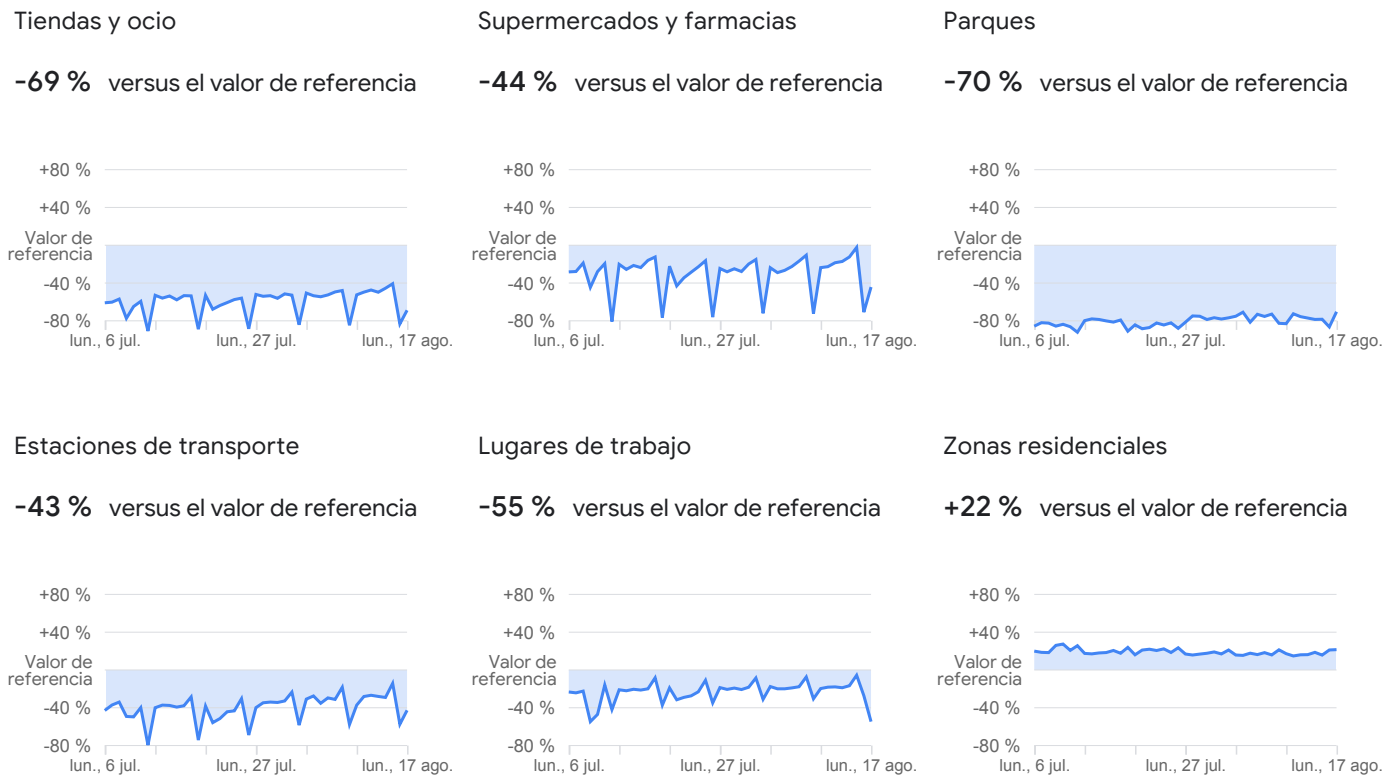 Tiendas y ocio
-69 % versus el valor de referencia
+80 %
+40 %
Valor de
referencia
-40 %
-80 %
lun., 6 jul. lun., 27 jul. lun., 17 ago.
Supermercados y farmacias
-44 % versus el valor de referencia
+80 %
+40 %
Valor de
referencia
-40 %
-80 %
lun., 6 jul. lun., 27 jul. lun., 17 ago.
Parques
-70 % versus el valor de referencia
+80 %
+40 %
Valor de
referencia
-40 %
-80 %
lun., 6 jul. lun., 27 jul. lun., 17 ago.
Estaciones de transporte
-43 % versus el valor de referencia
+80 %
+40 %
Valor de
referencia
-40 %
-80 %
lun., 6 jul. lun., 27 jul. lun., 17 ago.
Lugares de trabajo
-55 % versus el valor de referencia
+80 %
+40 %
Valor de
referencia
-40 %
-80 %
lun., 6 jul. lun., 27 jul. lun., 17 ago.
Zonas residenciales
+22 % versus el valor de referencia
+80 %
+40 %
Valor de
referencia
-40 %
-80 %
lun., 6 jul. lun., 27 jul. lun., 17 ago.